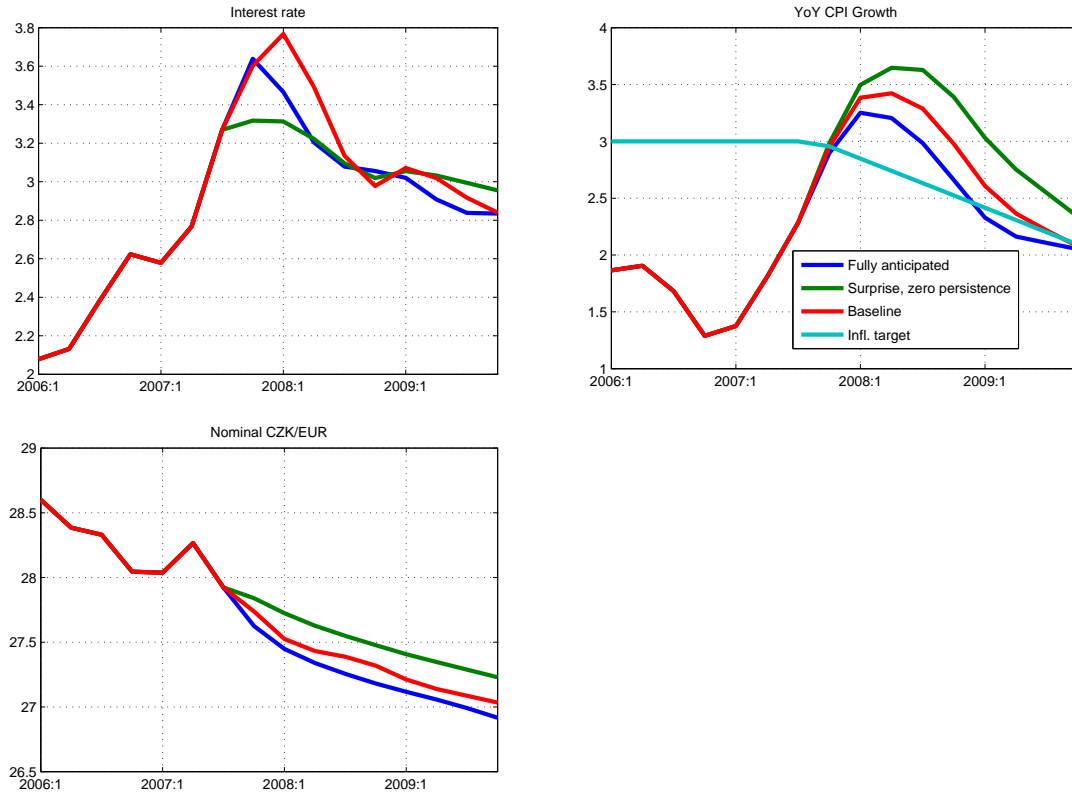 Interest rate
3.8
3.6
3.4
3.2
3
2.8
2.6
2.4
2.2
2
2006:1 2007:1 2008:1 2009:1
YoY CPI Growth
4
3.5
3
2.5
2
1.5
1
2006:1 2007:1 2008:1 2009:1
Fully anticipated
Surprise, zero persistence
Baseline
Infl. target
Nominal CZK/EUR
29
28.5
28
27.5
27
26.5
2006:1 2007:1 2008:1 2009:1